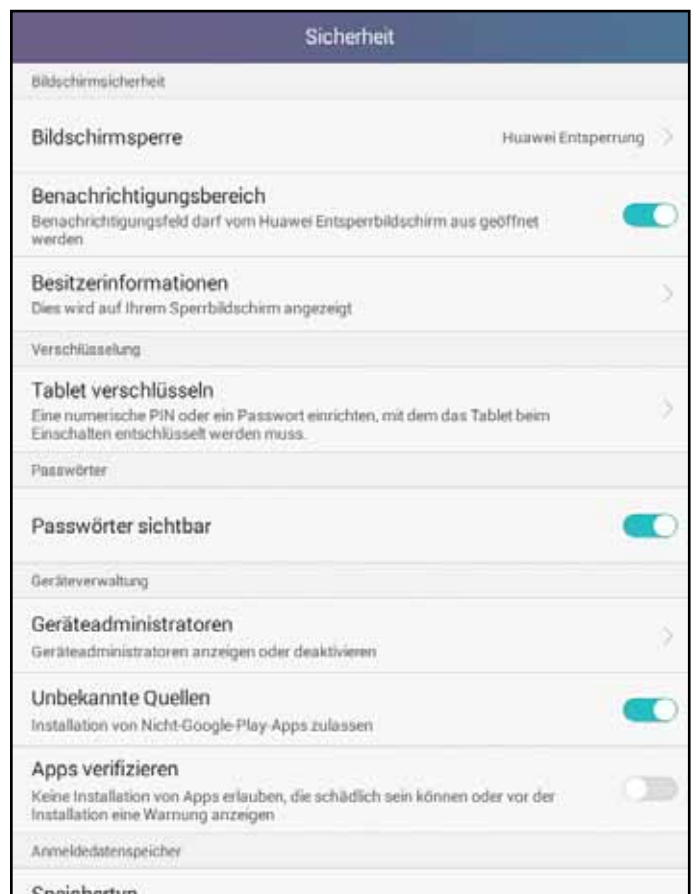 Sicherheit
Bildschirmsicherheit
Bildschirmsperre
Huawei Entsperrung
Benachrichtigungsbereich
Benachrichtigungsfeld darf vom Huawei Entsperrbildschirm aus geöffnet
werden
Besitzerinformationen
Dies wird auf Ihrem Sperrbildschirm angezeigt
Verschlüsselung
Tablet verschlüsseln
Eine numerische PIN oder ein Passwort einrichten, mit dem das Tablet beim
Einschalten entschlüsselt werden muss.
Passwörter
Passwörter sichtbar
Geräteverwaltung
Geräteadministratoren
Geräteadministratoren anzeigen oder deaktivieren
Unbekannte Quellen
Installation von Nicht-Google-Play-Apps zulassen
Apps verifizieren
Keine Installation von Apps erlauben, die schädlich sein können oder vor der
Installation eine Warnung anzeigen
Anmeldedatenspeicher
Speichertyp